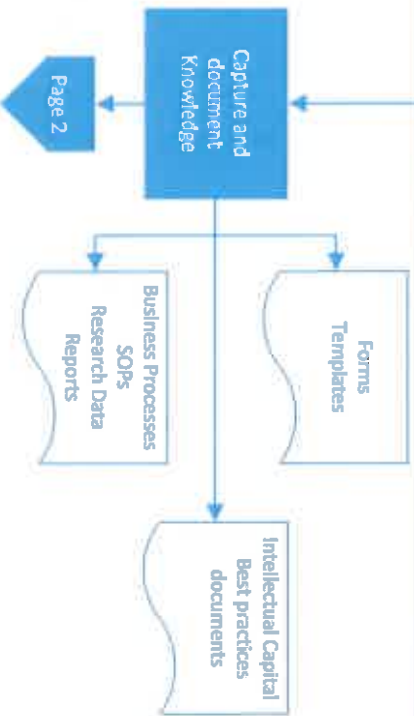 Capture and
document
Knowledge
Page 2
Forms
Templates
Business Processes
SOPs
Research Data
Reports
Intellectual Capital
Best practices
documents